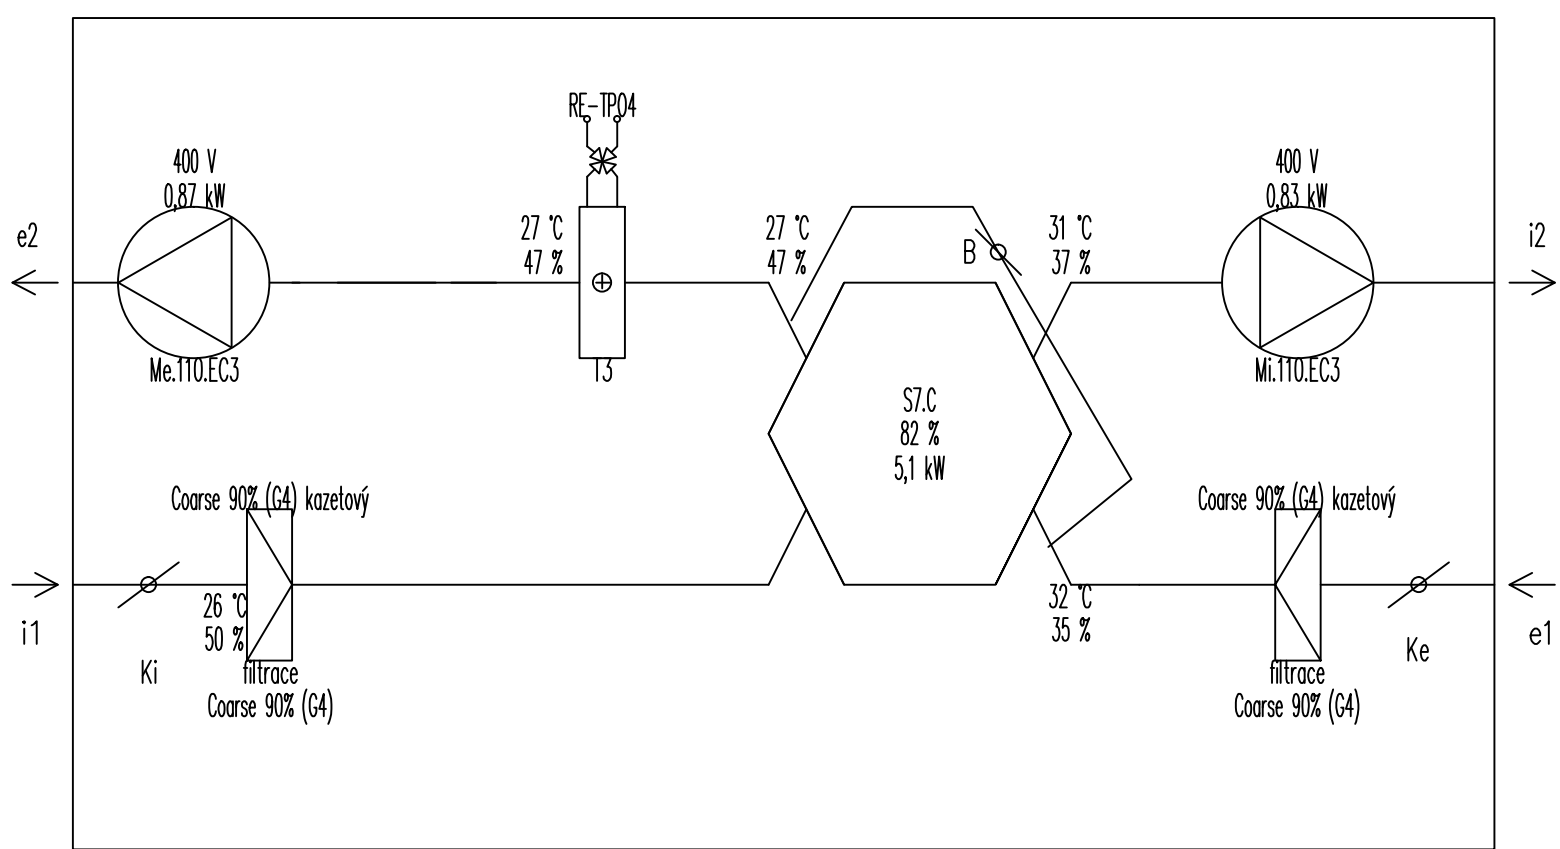 RE-TPO4
400 V
0,87 kW
400 V
0,83 kW
e2
27 °C
47 %
27 °C
47 %
B
31 °C
37 %
i2
Me.110.EC3
T3
Mi.110.EC3
S7.C
82 %
5,1 kW
Coarse 90% (G4) kazetový
Coarse 90% (G4) kazetový
i1
26 °C
50 %
32 °C
35 %
e1
Ki
Ke
filtrace
Coarse 90% (G4)
filtrace
Coarse 90% (G4)